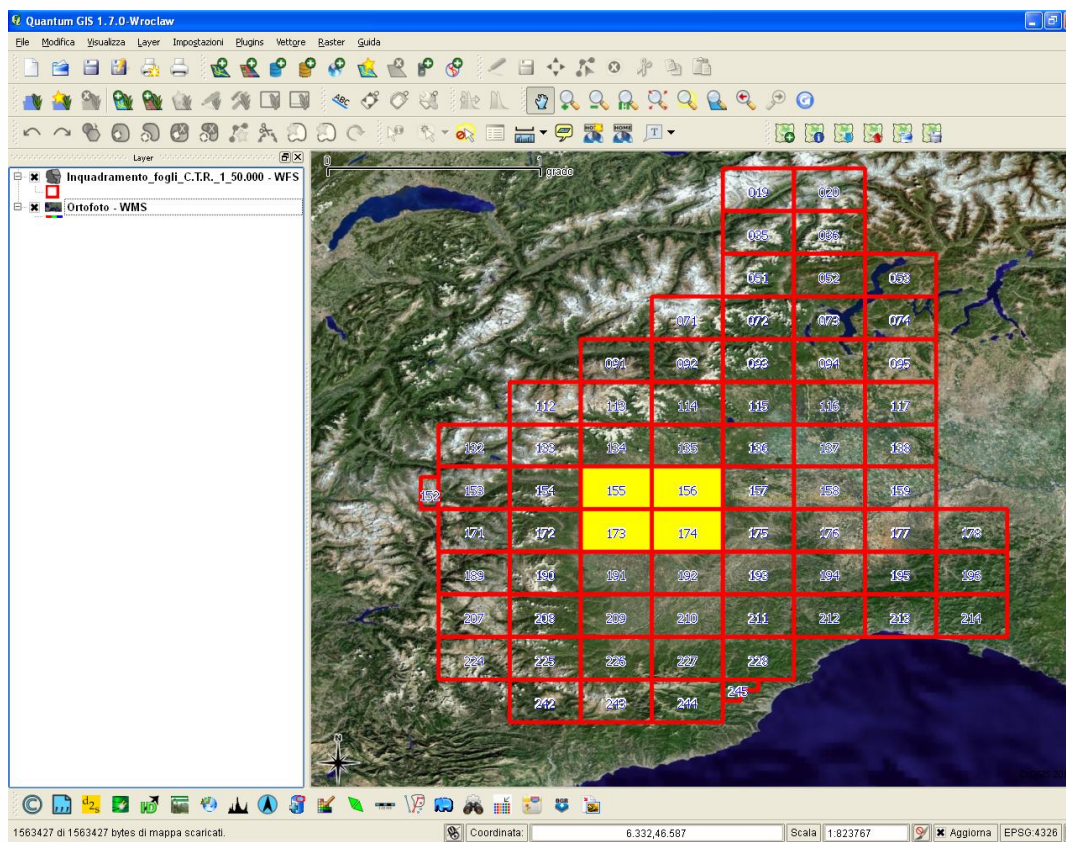 Quantum GIS 1.7.0-Wroclaw
File Modifica Visualizza Layer Impostazioni Plugins Vettore Raster Guida
Layer
Inquadramento_fogli_C.T.R._1_50.000 - WFS
Ortofoto - WMS
0 1 grado
019 020
035 036
051 052 053
071 072 073 074
091 092 093 094 095
112 113 114 115 116 117
132 133 134 135 136 137 138
152 153 154 155 156 157 158 159
171 172 173 174 175 176 177 178
189 190 191 192 193 194 195 196
207 208 209 210 211 212 213 214
224 225 226 227 228
242 243 244 245
N
1563427 di 1563427 bytes di mappa scaricati. Coordinata: 6.332,46.587 Scala 1:823767 Aggiorna EPSG:4326